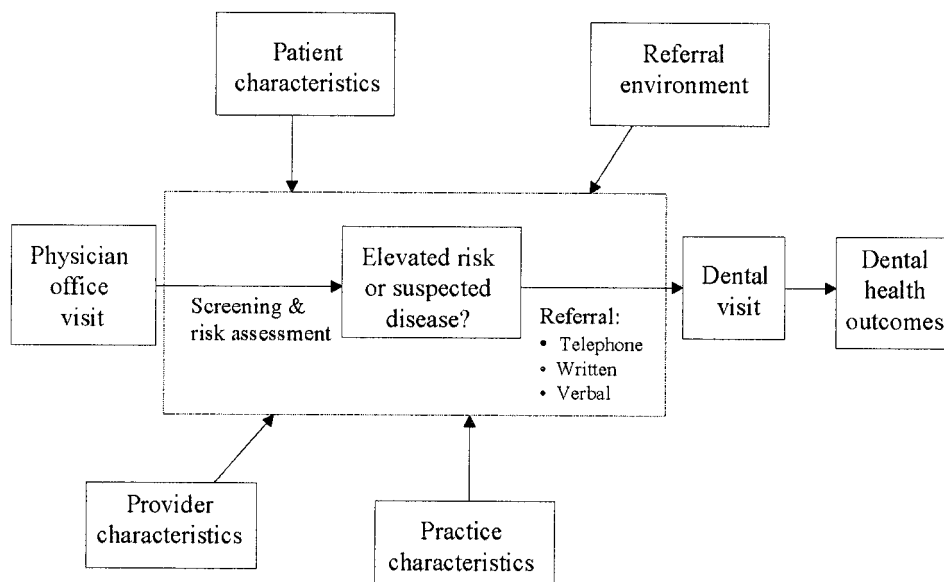 Patient
characteristics
Referral
environment
Physician
office
visit
Screening &
risk assessment
Elevated risk
or suspected
disease?
Referral:
• Telephone
• Written
• Verbal
Dental
visit
Dental
health
outcomes
Provider
characteristics
Practice
characteristics